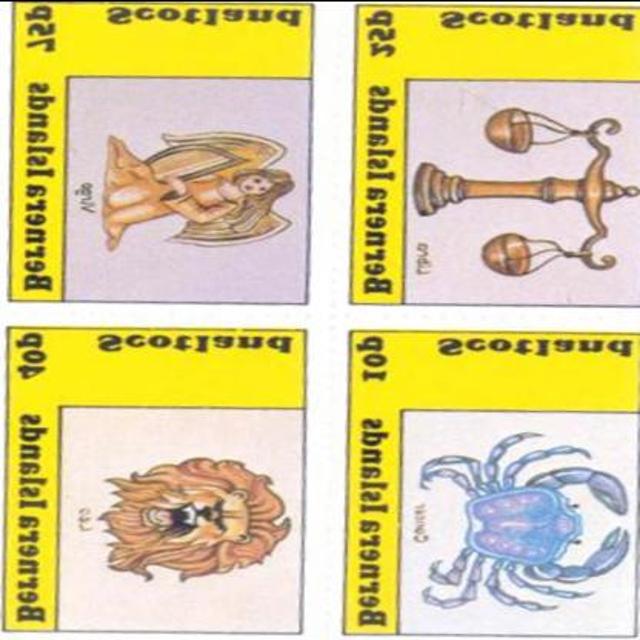 Bernera Islands 75p
Scotland
Virgo
Bernera Islands 25p
Scotland
Libra
Bernera Islands 40p
Scotland
Leo
Bernera Islands 10p
Scotland
Cancer